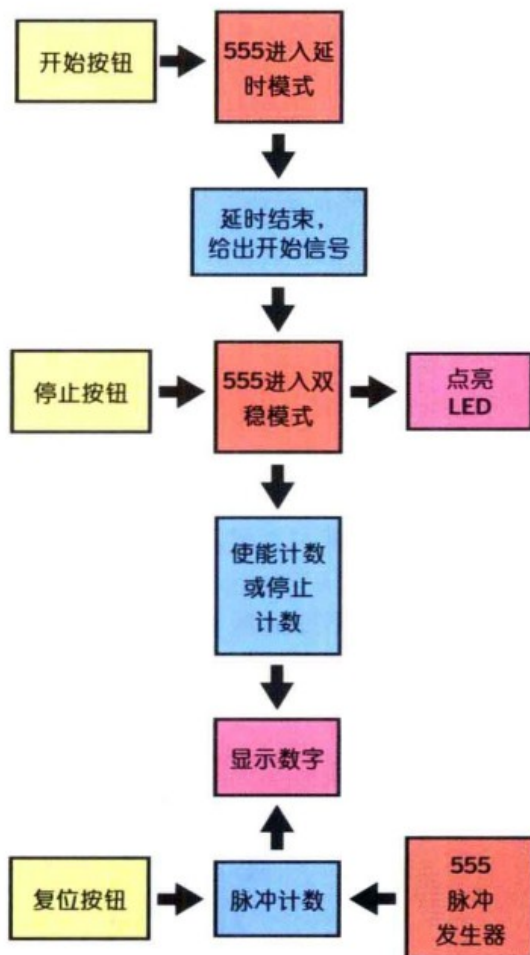 开始按钮
555进入延
时模式
延时结束，
给出开始信号
停止按钮
555进入双
稳模式
点亮
LED
使能计数
或停止
计数
显示数字
复位按钮
脉冲计数
555
脉冲
发生器